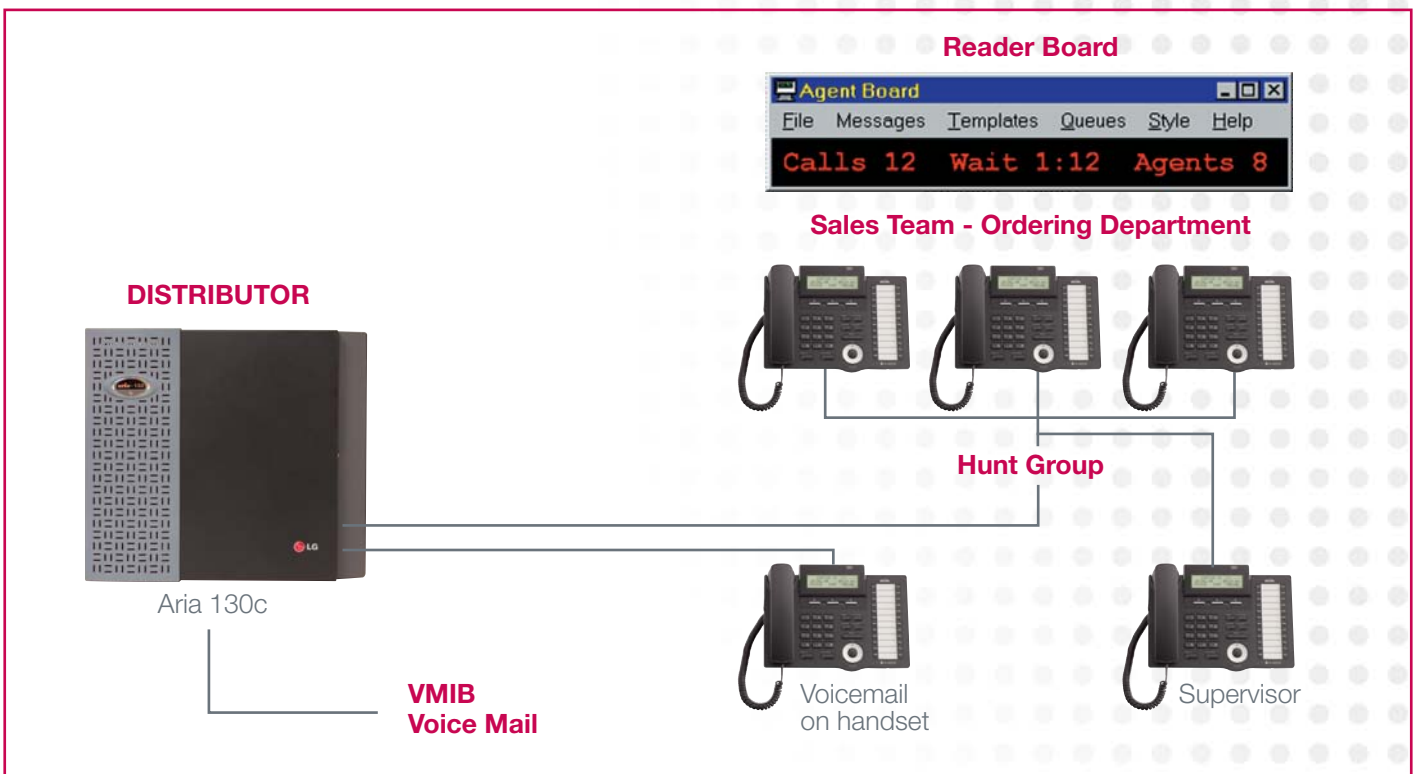 Reader Board
Agent Board
File Messages Templates Queues Style Help
Calls 12 Wait 1:12 Agents 8
Sales Team - Ordering Department
DISTRIBUTOR
Hunt Group
LG
Aria 130c
VMIB
Voice Mail
Voicemail
on handset
Supervisor